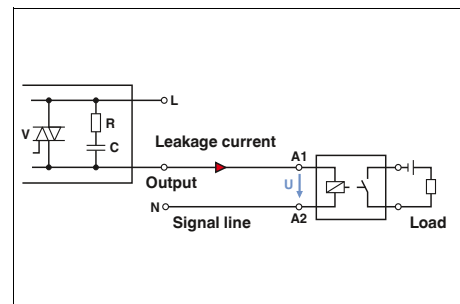 L
V
R
C
Leakage current
A1
Output
U
N
A2
Signal line
Load